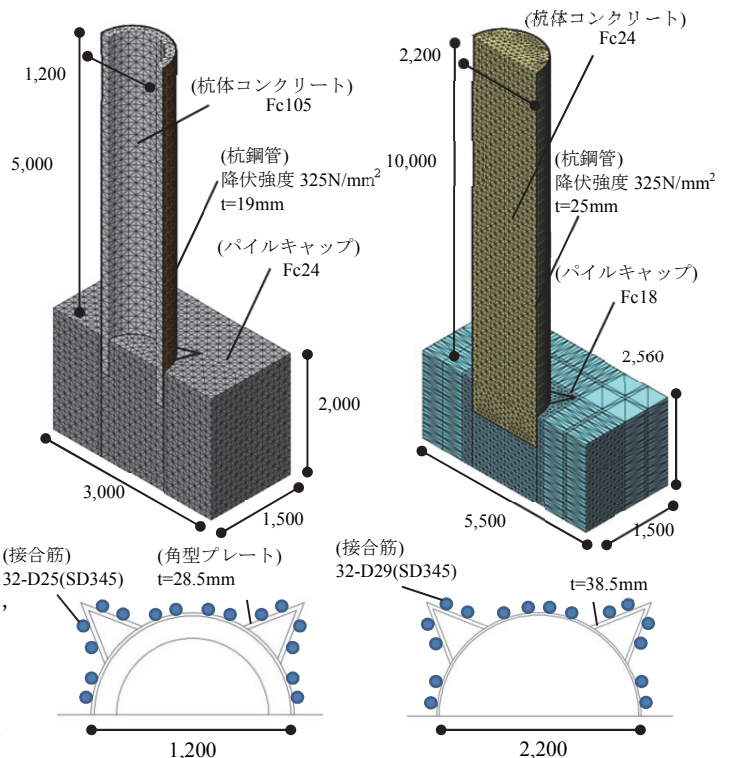 1,200
(杭体コンクリート)
Fc105
5,000
(杭鋼管)
降伏強度 325N/mm²
t=19mm
(パイルキャップ)
Fc24
2,000
3,000
1,500
(杭体コンクリート)
Fc24
2,200
10,000
(杭鋼管)
降伏強度 325N/mm²
t=25mm
(パイルキャップ)
Fc18
2,560
5,500
1,500
(接合筋)
32-D25(SD345)
,
(角型プレート)
t=28.5mm
1,200
(接合筋)
32-D29(SD345)
t=38.5mm
2,200